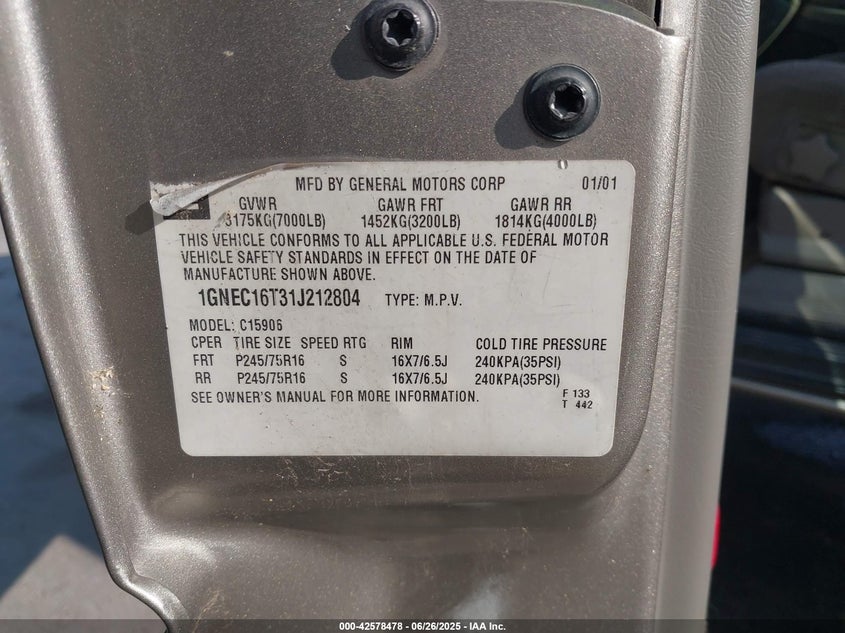 MFD BY GENERAL MOTORS CORP 01/01
GVWR GAWR FRT GAWR RR
3175KG(7000LB) 1452KG(3200LB) 1814KG(4000LB)
THIS VEHICLE CONFORMS TO ALL APPLICABLE U.S. FEDERAL MOTOR
VEHICLE SAFETY STANDARDS IN EFFECT ON THE DATE OF
MANUFACTURE SHOWN ABOVE.
1GNEC16T31J212804 TYPE: M.P.V.
MODEL: C15906
CPER TIRE SIZE SPEED RTG RIM COLD TIRE PRESSURE
FRT P245/75R16 S 16X7/6.5J 240KPA(35PSI)
RR P245/75R16 S 16X7/6.5J 240KPA(35PSI)
SEE OWNER'S MANUAL FOR MORE INFORMATION.
F 133
T 442
000-42578478 - 06/26/2025 - IAA Inc.